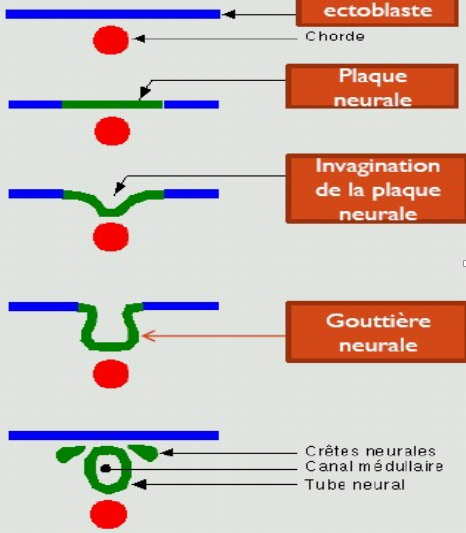 ectoblaste
Chorde
Plaque
neurale
Invagination
de la plaque
neurale
Gouttière
neurale
Crêtes neurales
Canal médullaire
Tube neural